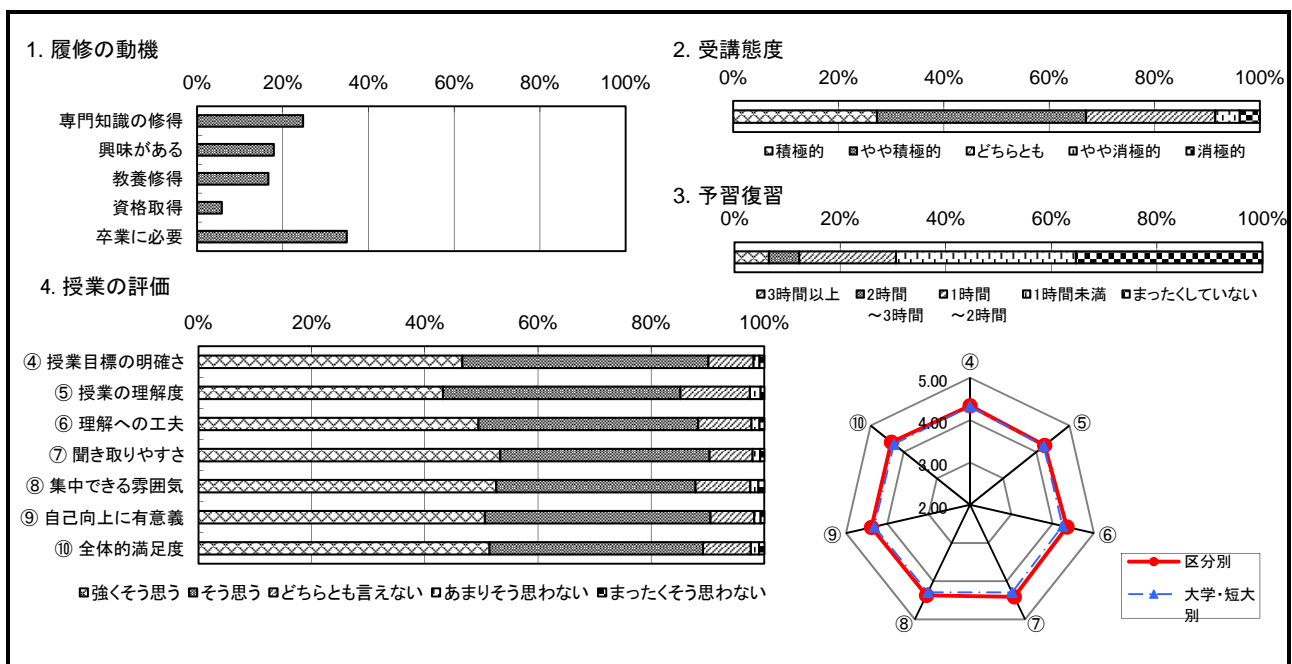 1. 履修の動機
0% 20% 40% 60% 80% 100%
専門知識の修得
興味がある
教養修得
資格取得
卒業に必要
2. 受講態度
0% 20% 40% 60% 80% 100%
積極的 やや積極的 どちらとも やや消極的 消極的
3. 予習復習
0% 20% 40% 60% 80% 100%
3時間以上 2時間 1時間 1時間未満 まったくしていない
～3時間 ～2時間
4. 授業の評価
0% 20% 40% 60% 80% 100%
④ 授業目標の明確さ
⑤ 授業の理解度
⑥ 理解への工夫
⑦ 聞き取りやすさ
⑧ 集中できる雰囲気
⑨ 自己向上に有意義
⑩ 全体的満足度
強くそう思う そう思う どちらとも言えない あまりそう思わない まったくそう思わない
④
5.00
⑩ ⑤
4.00
3.00
2.00
⑨ ⑥
⑧ ⑦
区分別
大学・短大
別